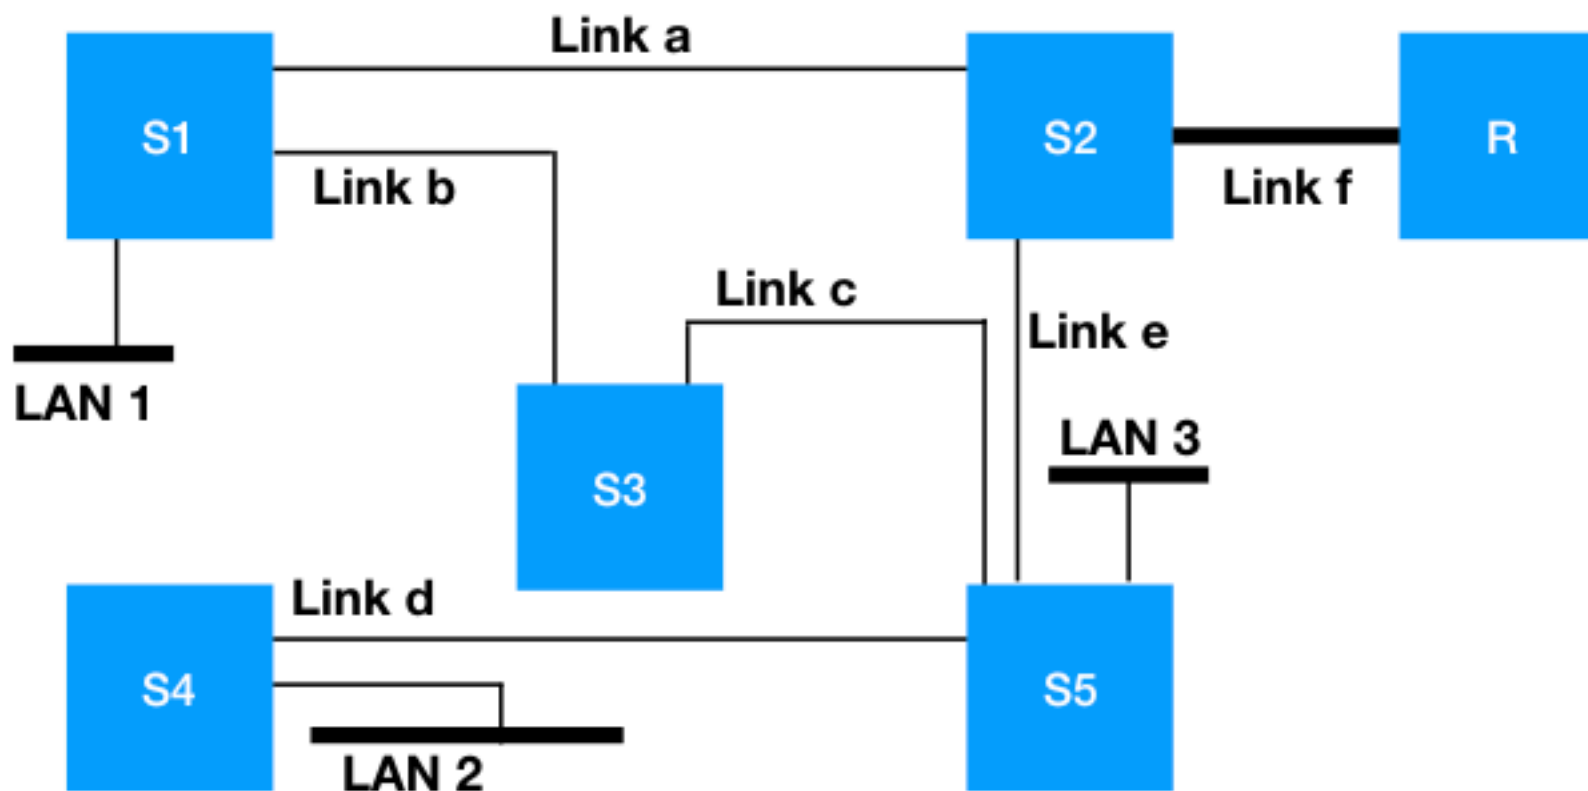 Link a
S1
S2
R
Link b
Link f
Link c
Link e
LAN 1
LAN 3
S3
Link d
S4
S5
LAN 2